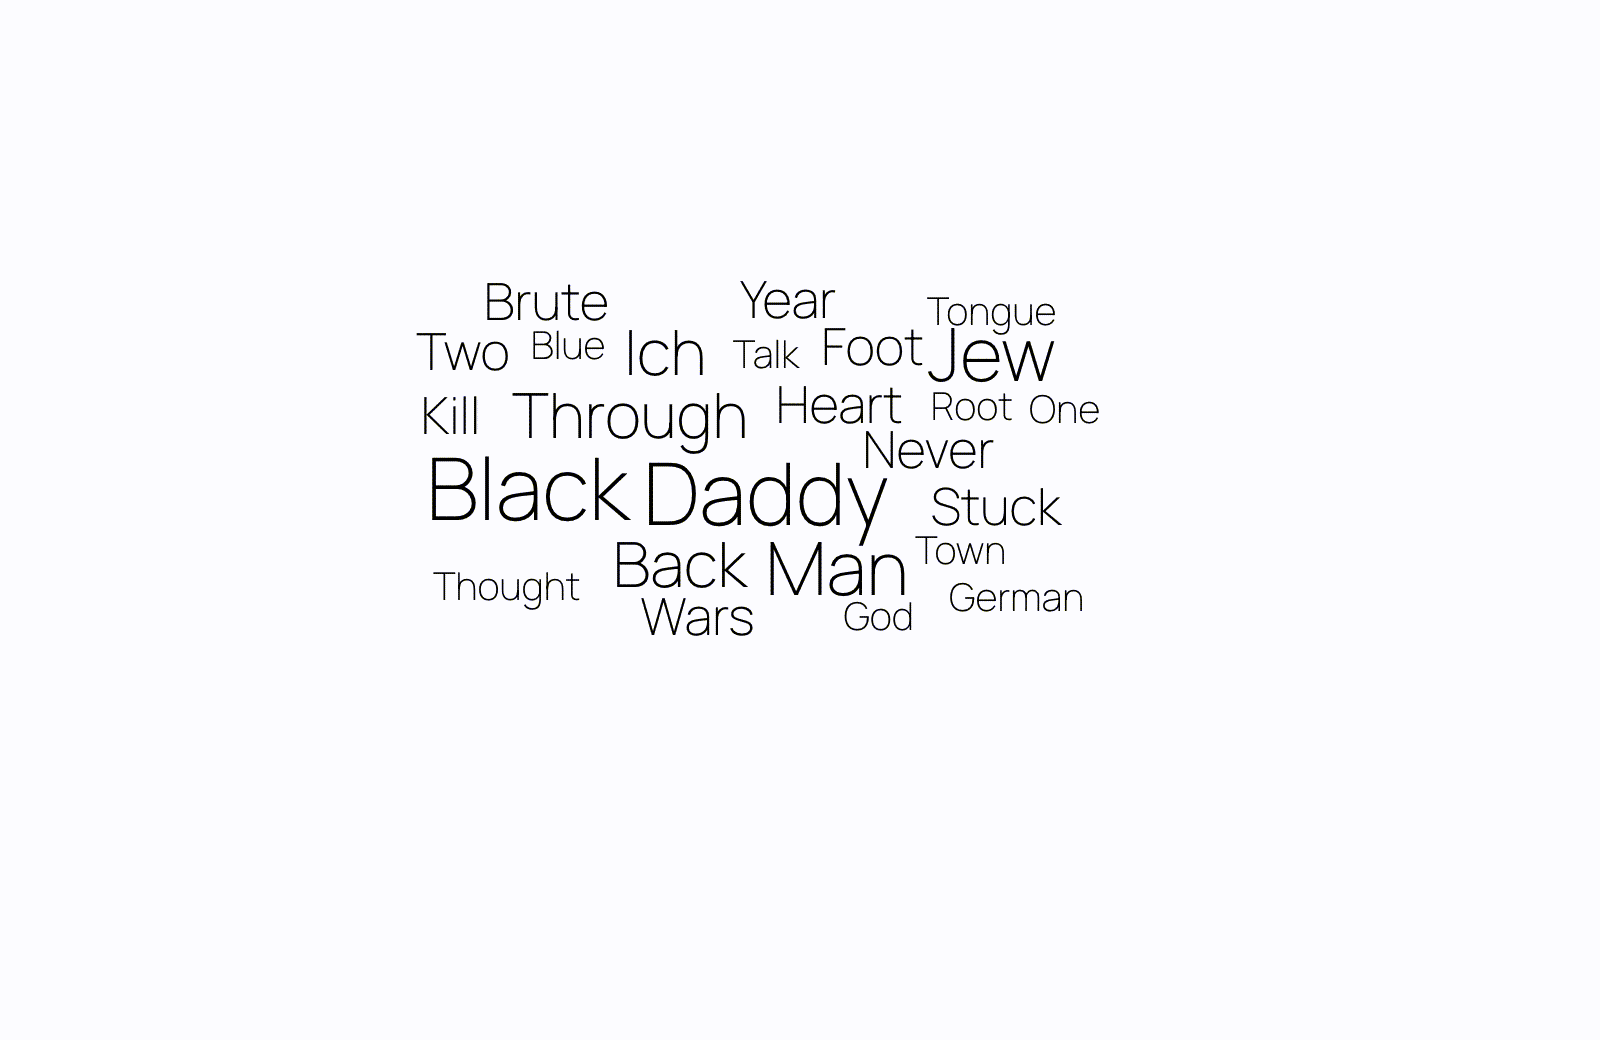 Brute Year Tongue
Two Blue Ich Talk Foot Jew
Kill Through Heart Root One
Never
Black Daddy Stuck
Back Man Town
Thought German
Wars God